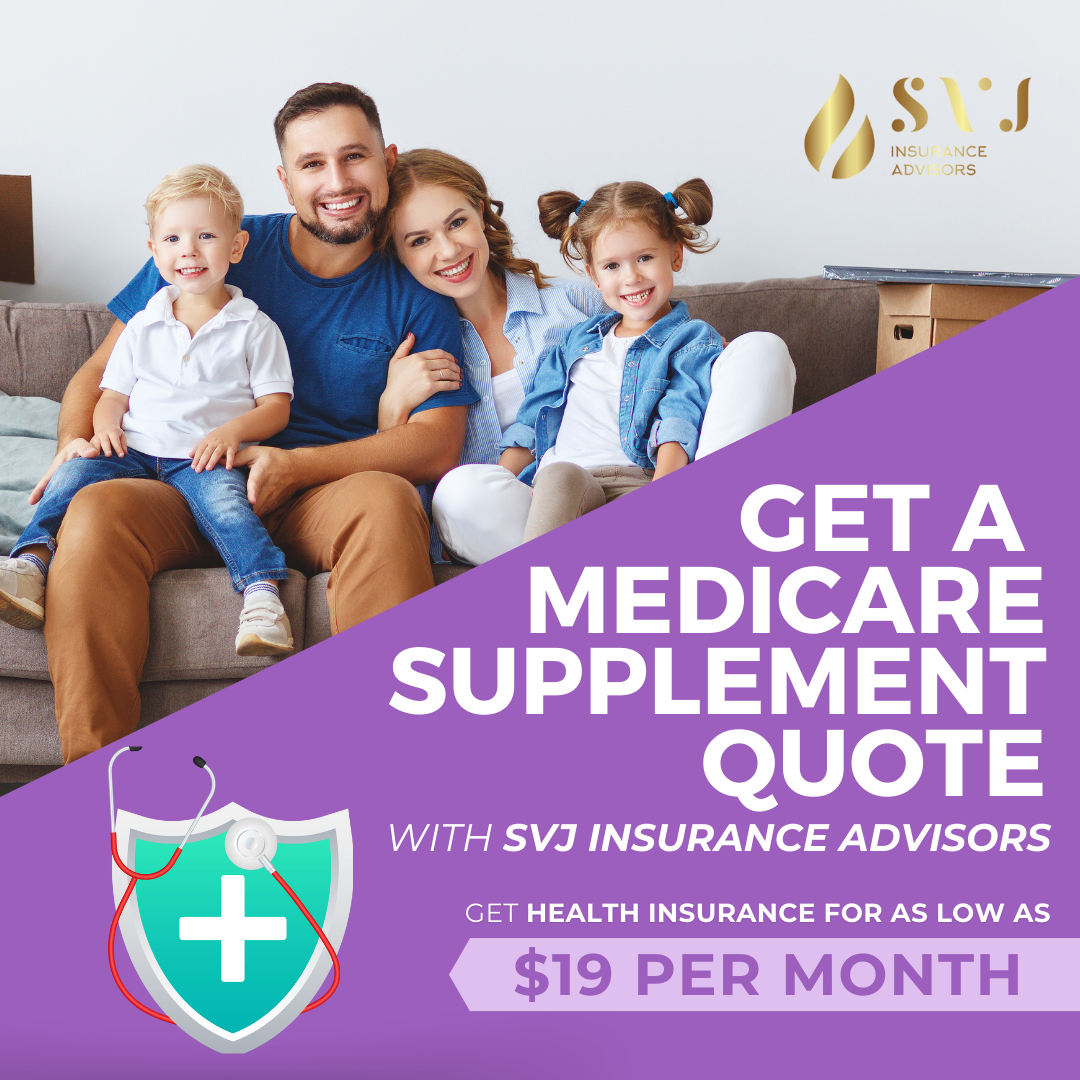 SVJ
INSURANCE
ADVISORS
GET A
MEDICARE
SUPPLEMENT
QUOTE
WITH SVJ INSURANCE ADVISORS
GET HEALTH INSURANCE FOR AS LOW AS
$19 PER MONTH